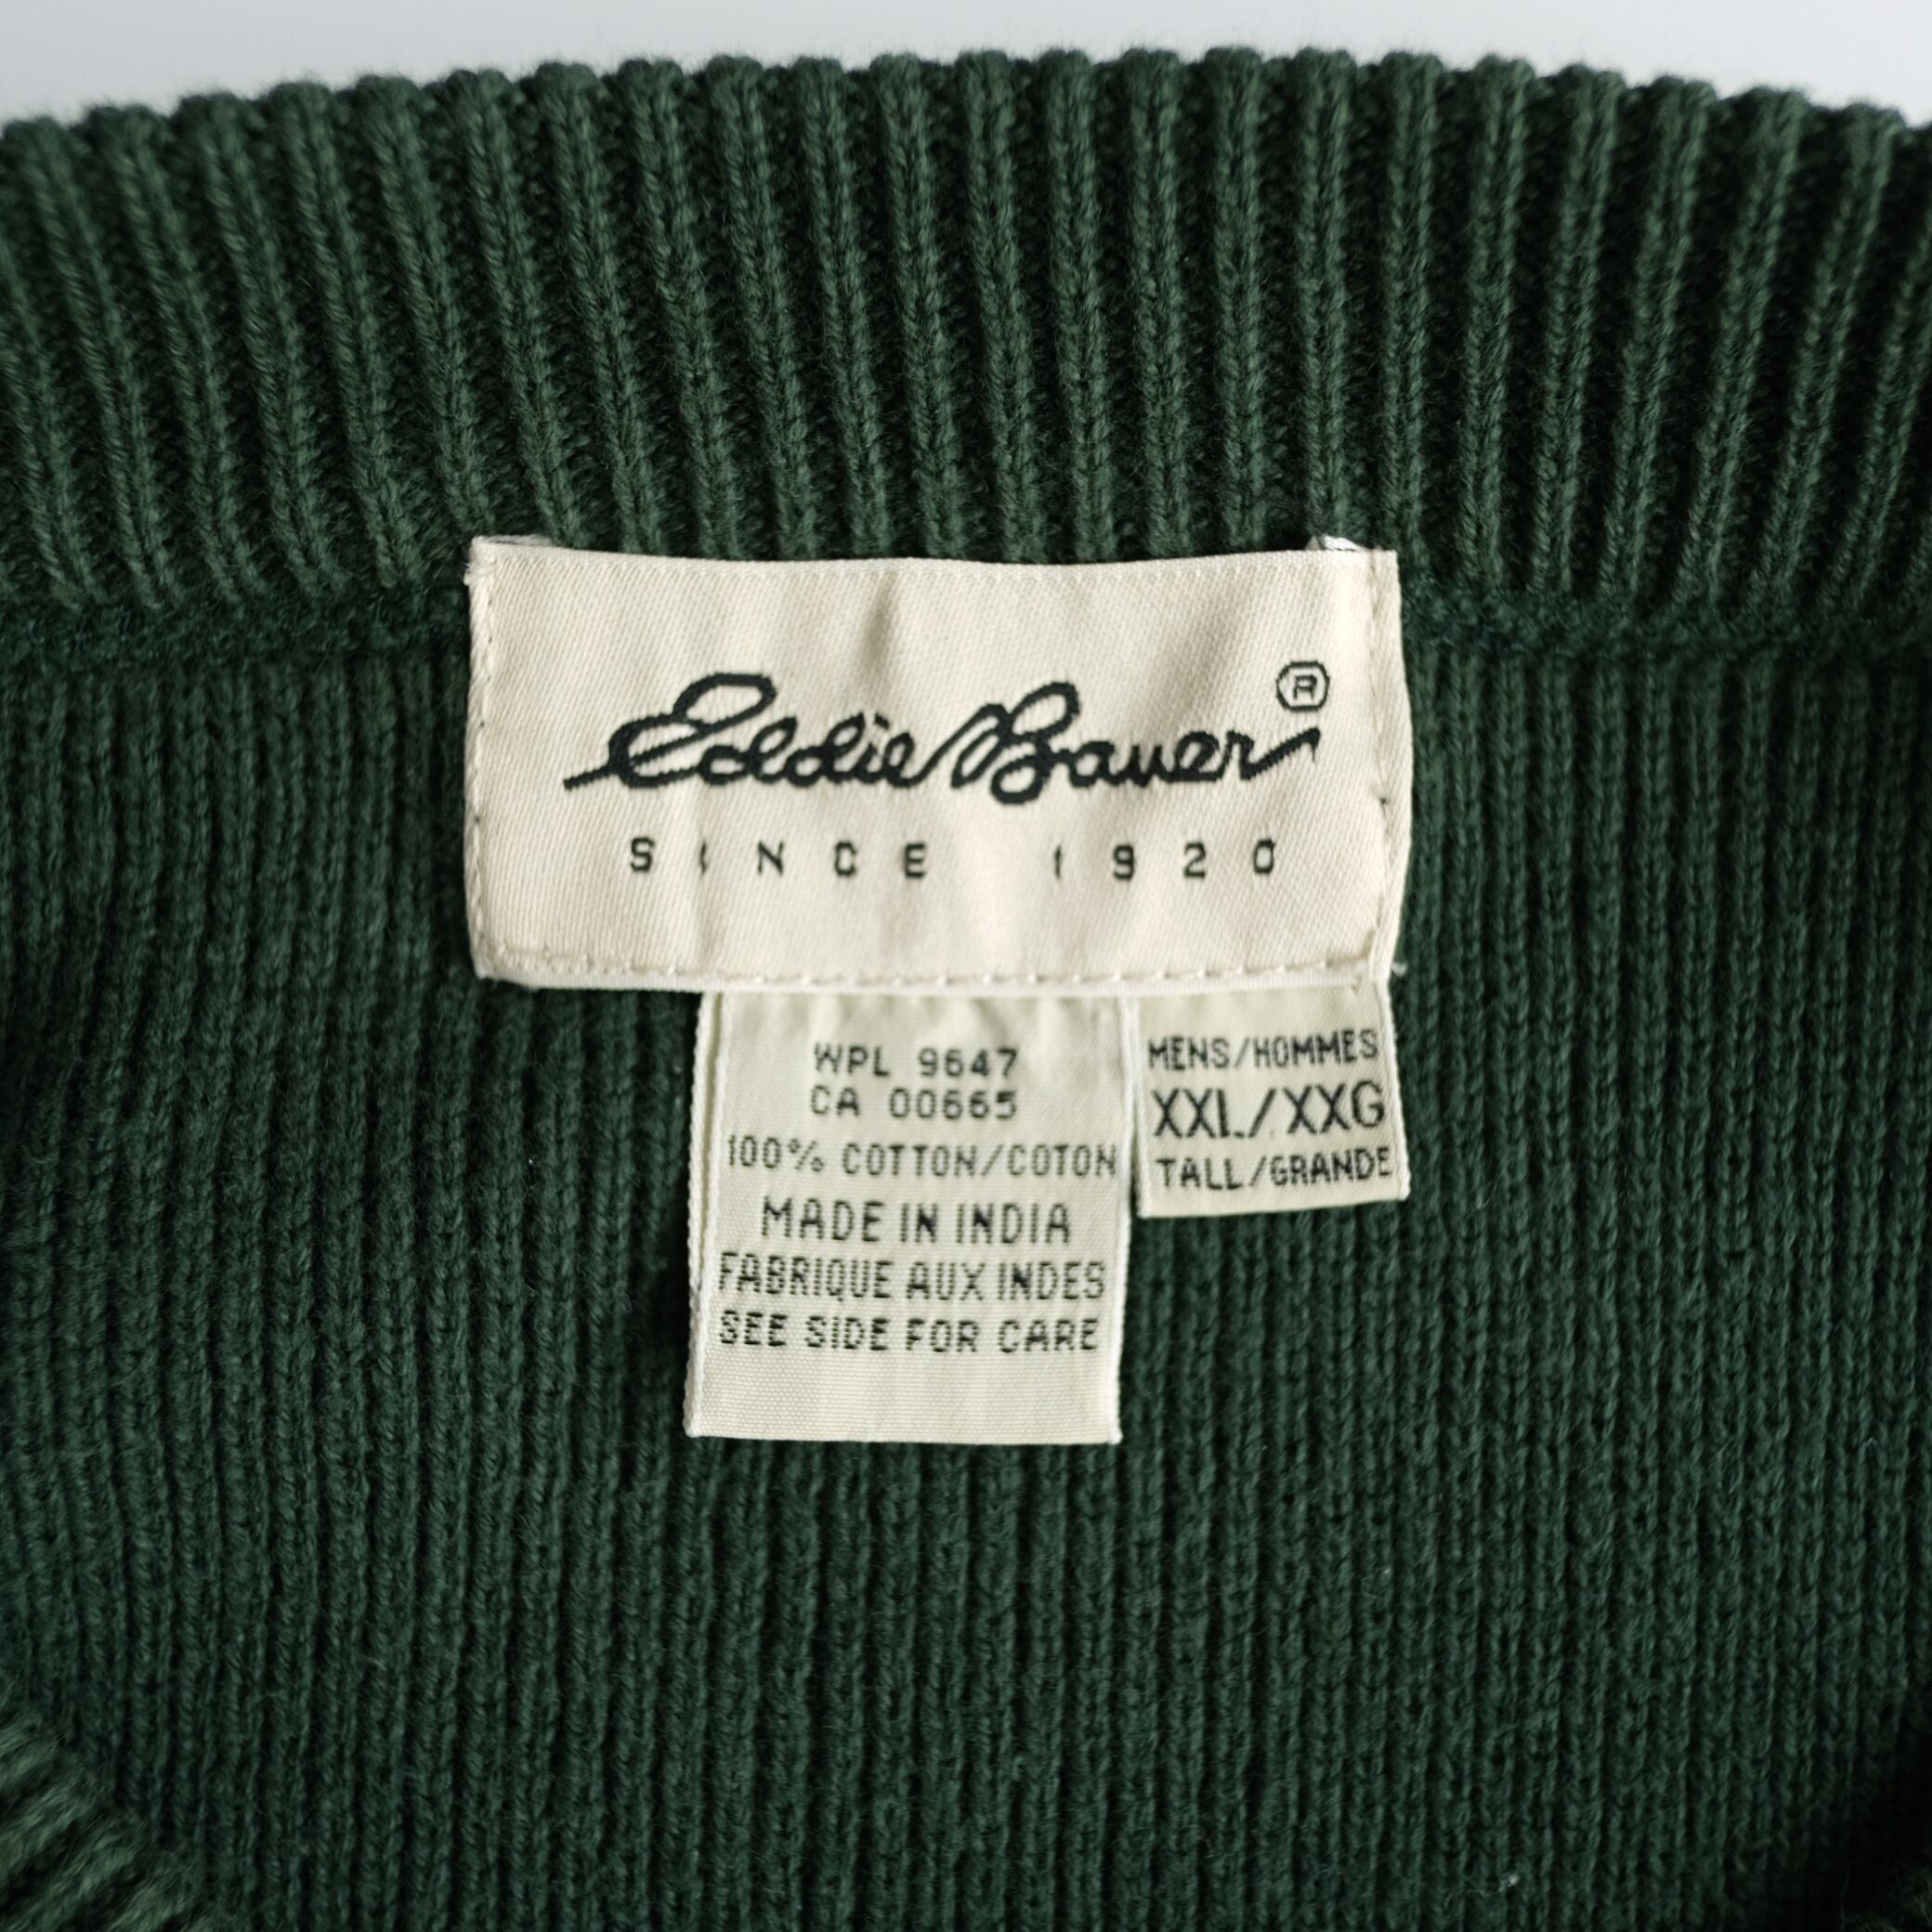 Eddie Bauer®
SINCE 1920
WPL 9647
CA 00665
100% COTTON/COTON
MADE IN INDIA
FABRIQUE AUX INDES
SEE SIDE FOR CARE
MENS/HOMMES
XXL/XXG
TALL/GRANDE